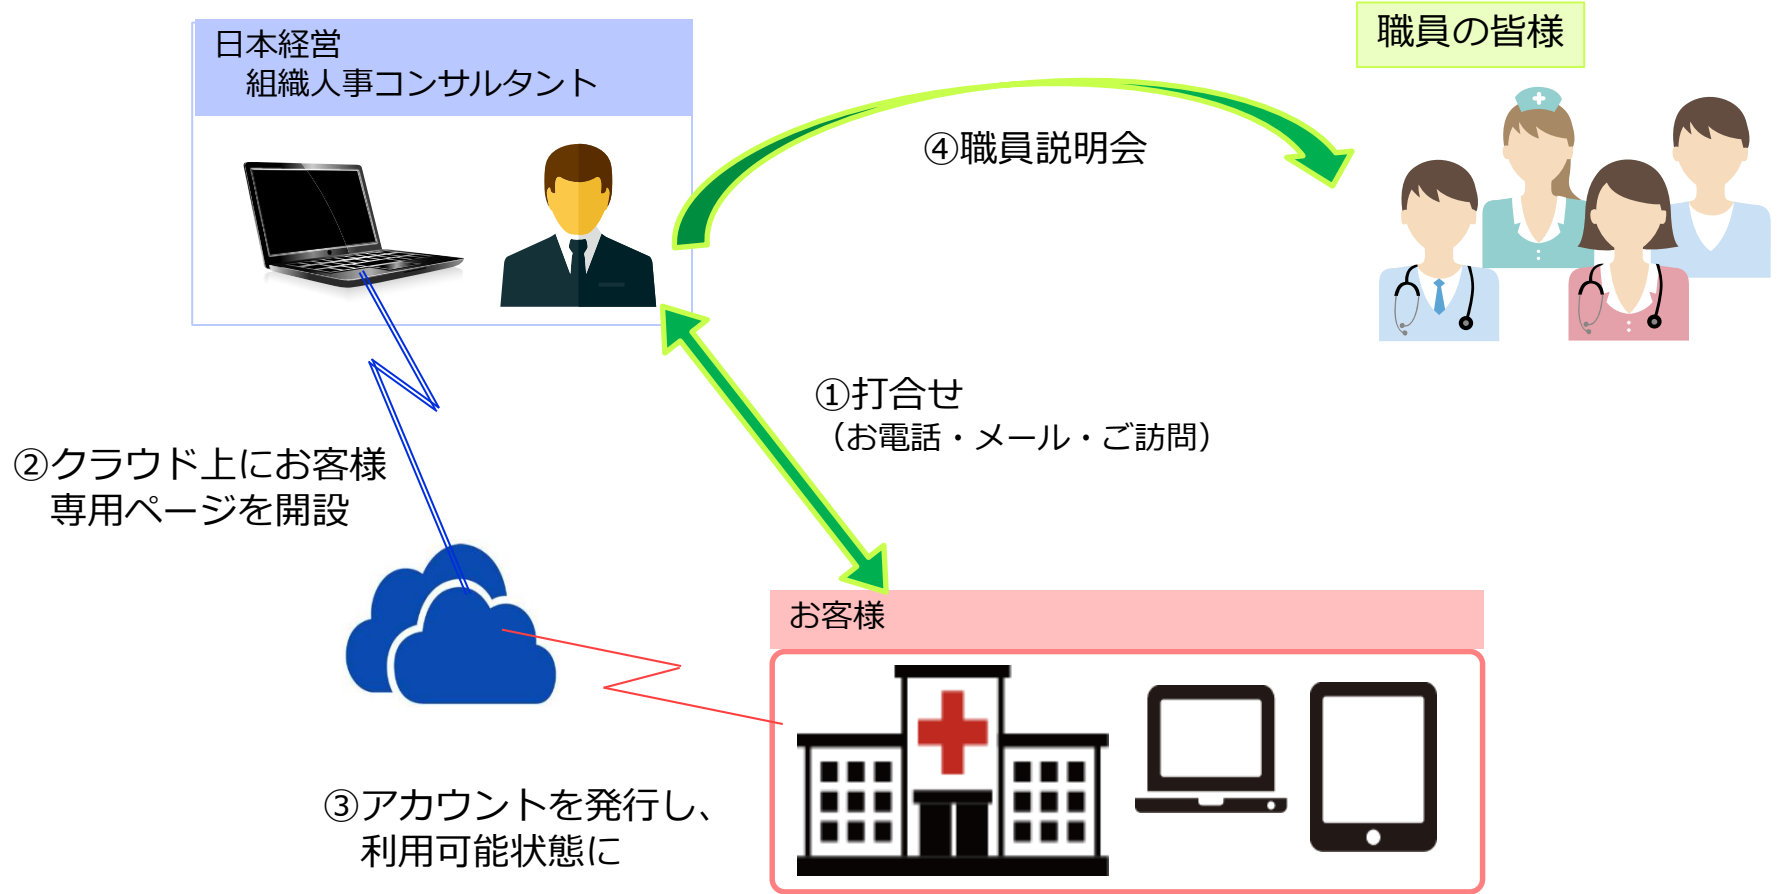 日本経営
組織人事コンサルタント
職員の皆様
④職員説明会
①打合せ
（お電話・メール・ご訪問）
②クラウド上にお客様
専用ページを開設
お客様
③アカウントを発行し、
利用可能状態に